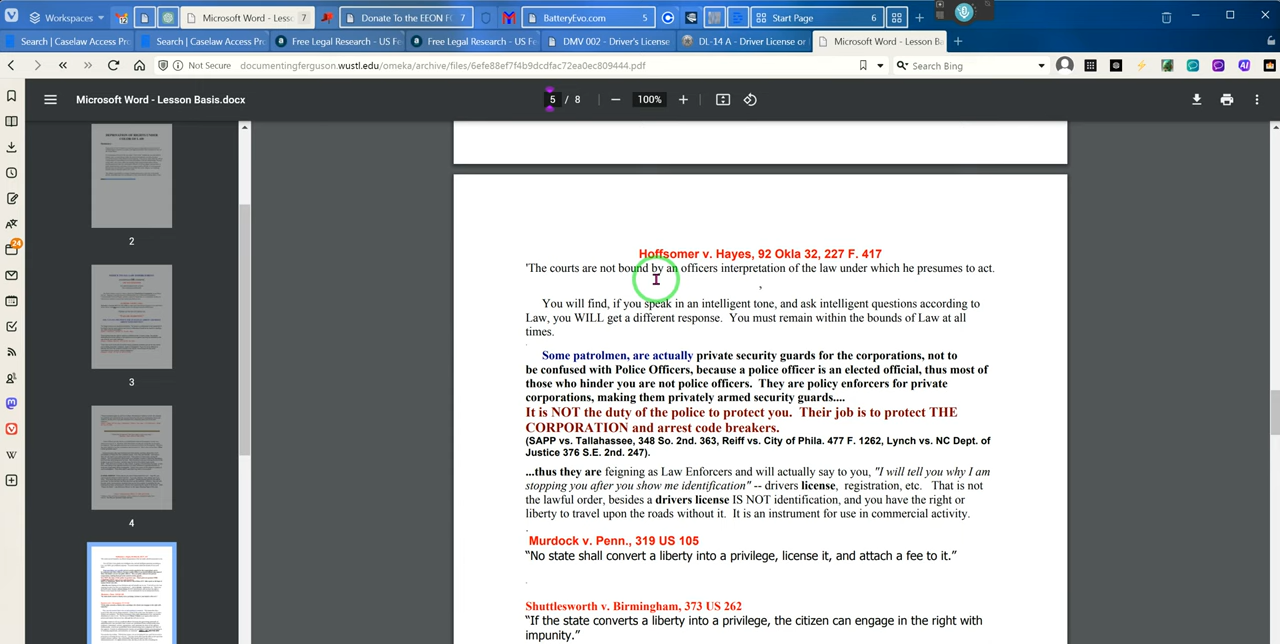 Workspaces
Microsoft Word - Lesso
7
Donate To the EEON F
7
BatteryEvo.com
5
Start Page
6
Search | Caselaw Access Pr
Search | Caselaw Access Pro
Free Legal Research - US Fe
Free Legal Research - US Fe
DMV 002 - Driver's License
DL-14 A - Driver License or
Microsoft Word - Lesson Ba
Not Secure
documentingferguson.wustl.edu/omeka/archive/files/6efe88ef7f4b9dcdfac72ea0ec809444.pdf
Search Bing
Microsoft Word - Lesson Basis.docx
5 / 8
100%
2
3
4
24
Hoffsomer v. Hayes, 92 Okla 32, 227 F. 417
'The courts are not bound by an officers interpretation of the law under which he presumes to act.
,
You will find, if you speak in an intelligent tone, and ask intelligent questions according to
Law, you WILL get a different response. You must remain within the bounds of Law at all
times.
Some patrolmen, are actually private security guards for the corporations, not to
be confused with Police Officers, because a police officer is an elected official, thus most of
those who hinder you are not police officers. They are policy enforcers for private
corporations, making them privately armed security guards....
It is NOT the duty of the police to protect you. Their job is to protect THE
CORPORATION and arrest code breakers.
(SAPP vs. Tallahassee, 348 So. 2nd. 363, Reiff vs. City of Phila. 477 F. 1262, Lynch vs. NC Dept. of
Justice 376 S.E. 2nd. 247).
...thus they are feigning as Law Enforcers and will actually say to you, "I will tell you why I am
stopping you after you show me identification" -- drivers license, registration, etc. That is not
the lawful order, besides a drivers license IS NOT identification, and you have the right or
liberty to travel upon the roads without it. It is an instrument for use in commercial activity.
Murdock v. Penn., 319 US 105
“No state shall convert a liberty into a privilege, license it, and attach a fee to it.”
Shuttlesworth v. Birmingham, 373 US 262
“If the state converts a liberty into a privilege, the citizen can engage in the right with
impunity.”